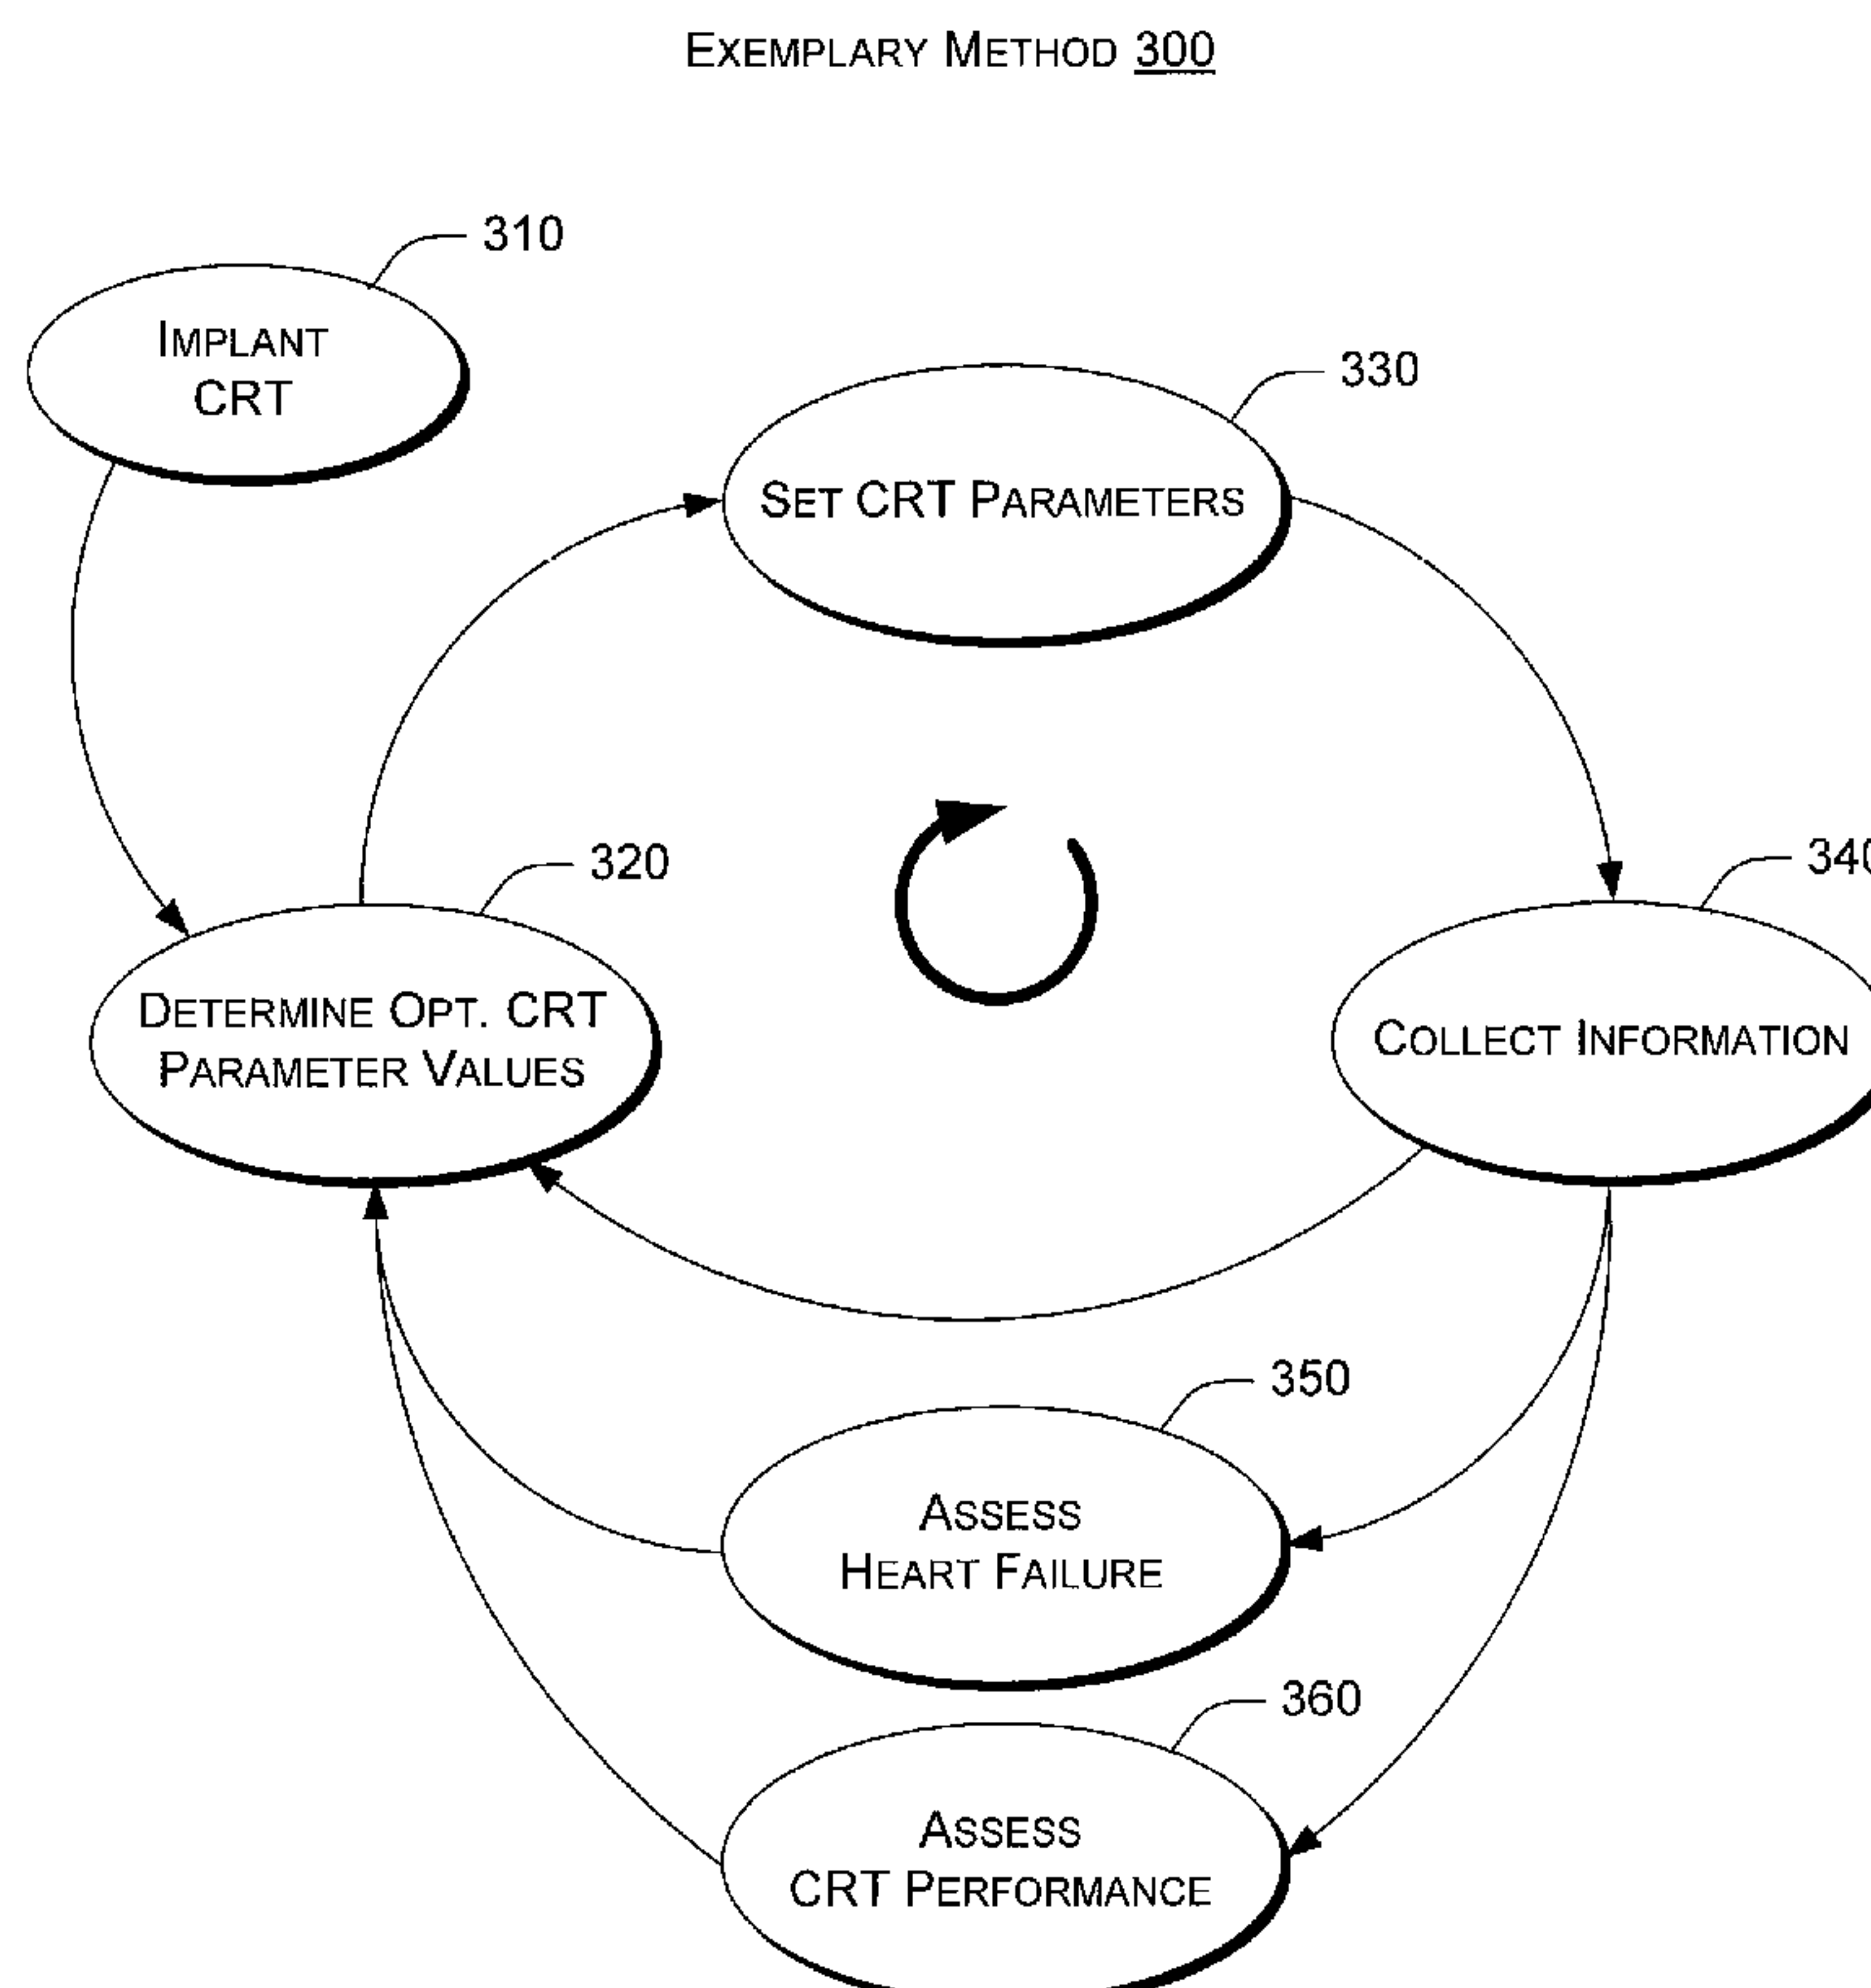 EXEMPLARY METHOD 300
310
IMPLANT
CRT
330
SET CRT PARAMETERS
320
340
DETERMINE OPT. CRT
PARAMETER VALUES
COLLECT INFORMATION
350
ASSESS
HEART FAILURE
360
ASSESS
CRT PERFORMANCE